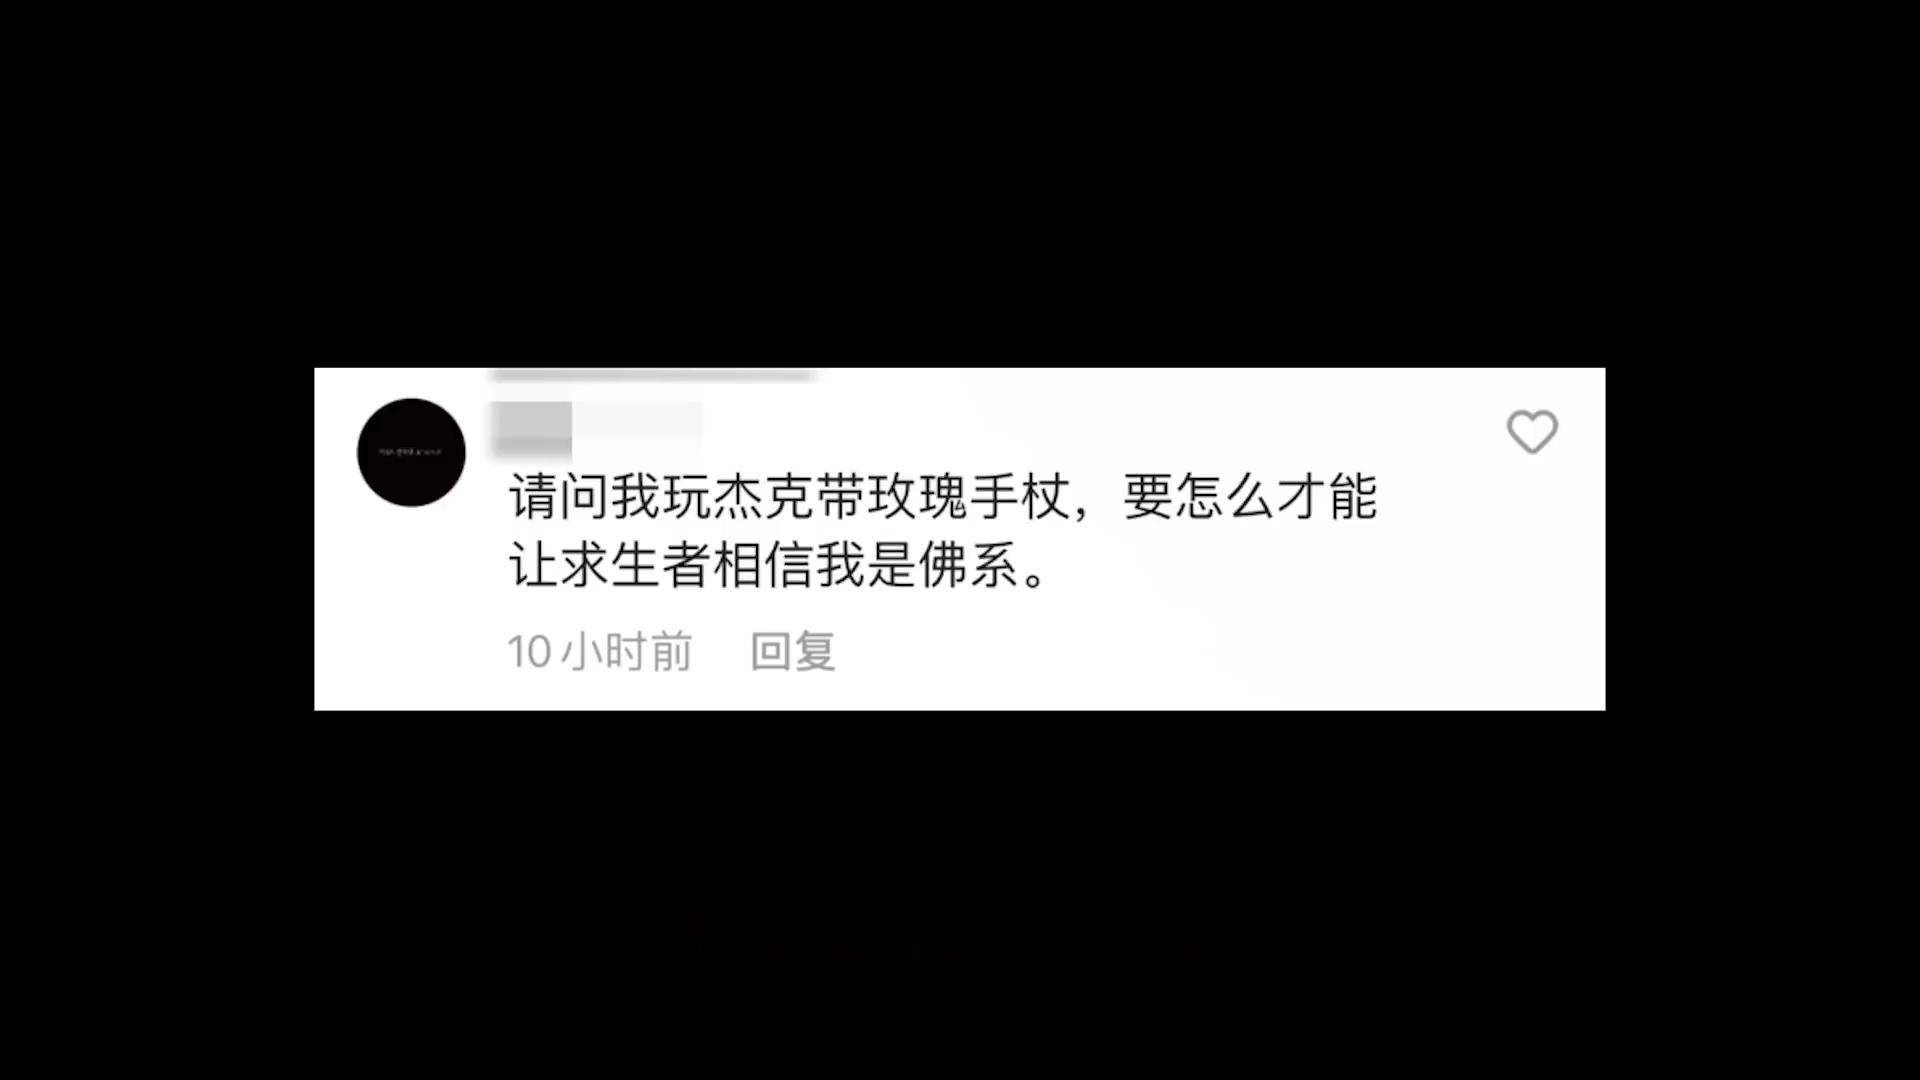 请问我玩杰克带玫瑰手杖，要怎么才能
让求生者相信我是佛系。
10小时前 回复